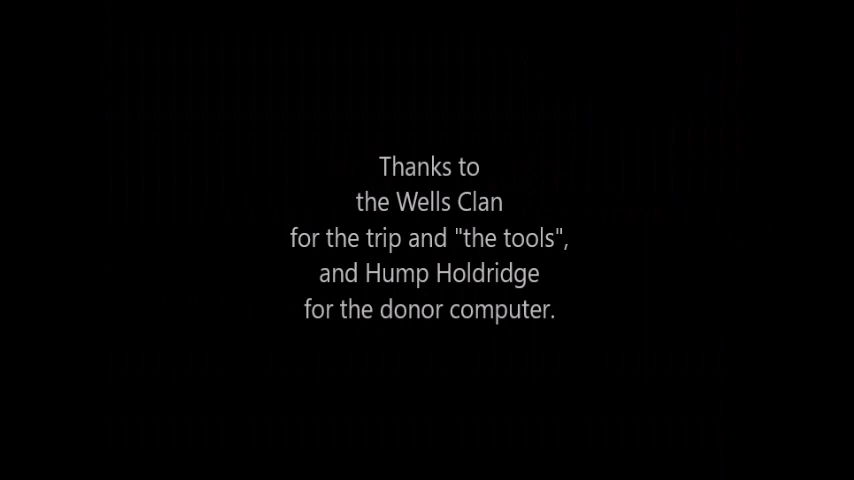 Thanks to
the Wells Clan
for the trip and "the tools",
and Hump Holdridge
for the donor computer.